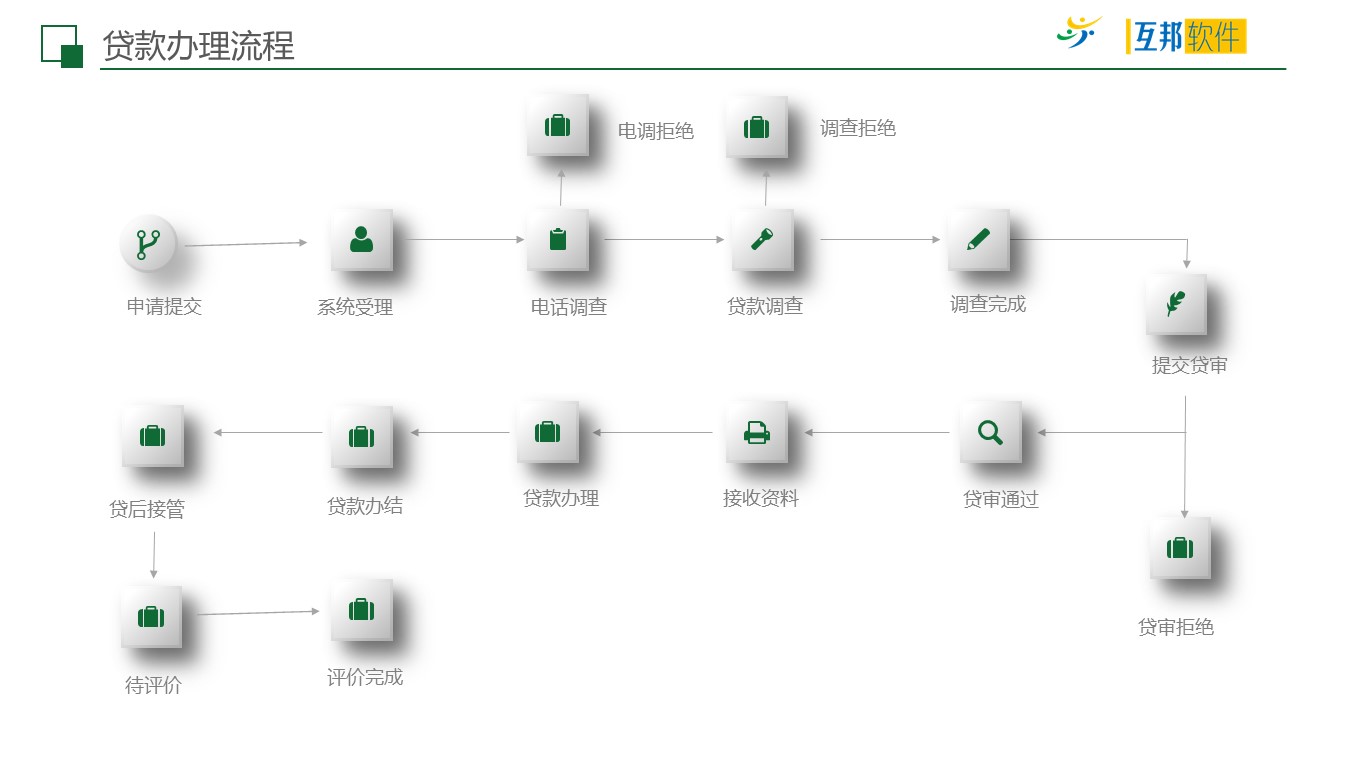 贷款办理流程
互邦软件
电调拒绝
调查拒绝
申请提交
系统受理
电话调查
贷款调查
调查完成
提交贷审
贷后接管
贷款办结
贷款办理
接收资料
贷审通过
贷审拒绝
待评价
评价完成